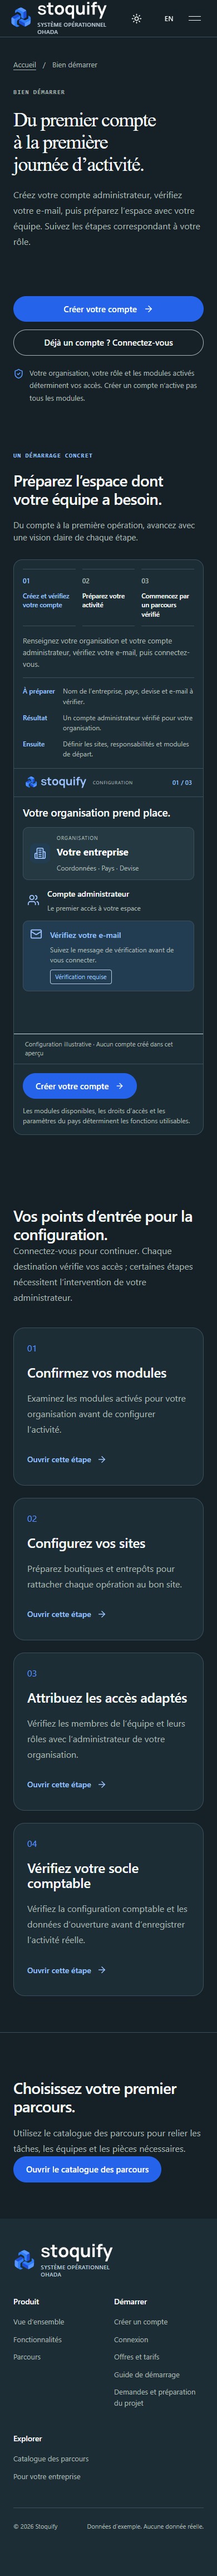 stoquify
SYSTÈME OPÉRATIONNEL
OHADA
EN
Accueil / Bien démarrer
BIEN DÉMARRER
Du premier compte
à la première
journée d’activité.
Créez votre compte administrateur, vérifiez
votre e-mail, puis préparez l’espace avec votre
équipe. Suivez les étapes correspondant à votre
rôle.
Créer votre compte
Déjà un compte ? Connectez-vous
Votre organisation, votre rôle et les modules activés
déterminent vos accès. Créer un compte n’active pas
tous les modules.
UN DÉMARRAGE CONCRET
Préparez l’espace dont
votre équipe a besoin.
Du compte à la première opération, avancez avec
une vision claire de chaque étape.
01
Créez et vérifiez
votre compte
02
Préparez votre
activité
03
Commencez par
un parcours
vérifié
Renseignez votre organisation et votre compte
administrateur, vérifiez votre e-mail, puis connectez-
vous.
À préparer Nom de l’entreprise, pays, devise et e-mail à
vérifier.
Résultat Un compte administrateur vérifié pour votre
organisation.
Ensuite Définir les sites, responsabilités et modules
de départ.
stoquify CONFIGURATION 01 / 03
Votre organisation prend place.
ORGANISATION
Votre entreprise
Coordonnées · Pays · Devise
Compte administrateur
Le premier accès à votre espace
Vérifiez votre e-mail
Suivez le message de vérification avant de
vous connecter.
Vérification requise
Configuration illustrative · Aucun compte créé dans cet
aperçu
Créer votre compte
Les modules disponibles, les droits d’accès et les
paramètres du pays déterminent les fonctions utilisables.
Vos points d’entrée pour la
configuration.
Connectez-vous pour continuer. Chaque
destination vérifie vos accès ; certaines étapes
nécessitent l’intervention de votre
administrateur.
01
Confirmez vos modules
Examinez les modules activés pour votre
organisation avant de configurer
l’activité.
Ouvrir cette étape
02
Configurez vos sites
Préparez boutiques et entrepôts pour
rattacher chaque opération au bon site.
Ouvrir cette étape
03
Attribuez les accès adaptés
Vérifiez les membres de l’équipe et leurs
rôles avec l’administrateur de votre
organisation.
Ouvrir cette étape
04
Vérifiez votre socle
comptable
Vérifiez la configuration comptable et les
données d’ouverture avant d’enregistrer
l’activité réelle.
Ouvrir cette étape
Choisissez votre premier
parcours.
Utilisez le catalogue des parcours pour relier les
tâches, les équipes et les pièces nécessaires.
Ouvrir le catalogue des parcours
stoquify
SYSTÈME OPÉRATIONNEL
OHADA
Produit
Vue d’ensemble
Fonctionnalités
Parcours
Démarrer
Créer un compte
Connexion
Offres et tarifs
Guide de démarrage
Demandes et préparation
du projet
Explorer
Catalogue des parcours
Pour votre entreprise
© 2026 Stoquify
Données d’exemple. Aucune donnée réelle.